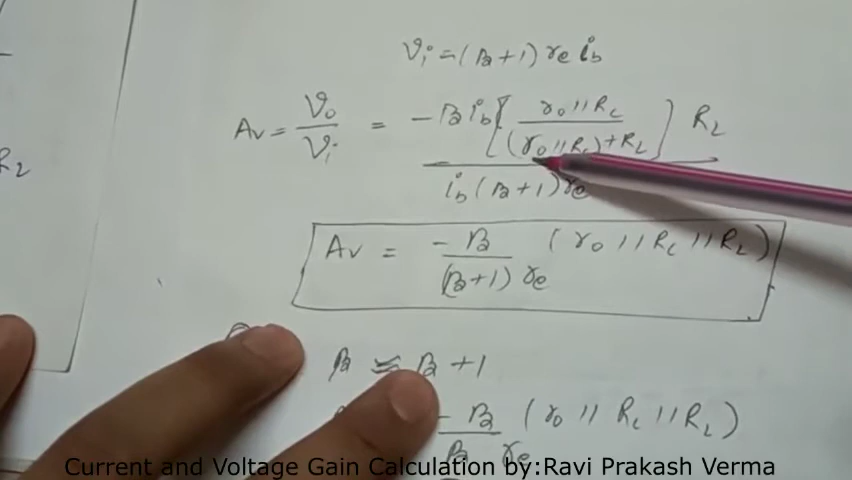 R2
Vi = (β+1) re ib
Av = Vo/Vi = -β ib [ ro // RC / (ro // RC) + RL ] RL / ib (β+1) re
Av = -β / (β+1) re ( ro // RC // RL )
β ≈ β + 1
- β / β re ( ro // RC // RL )
Current and Voltage Gain Calculation by:Ravi Prakash Verma